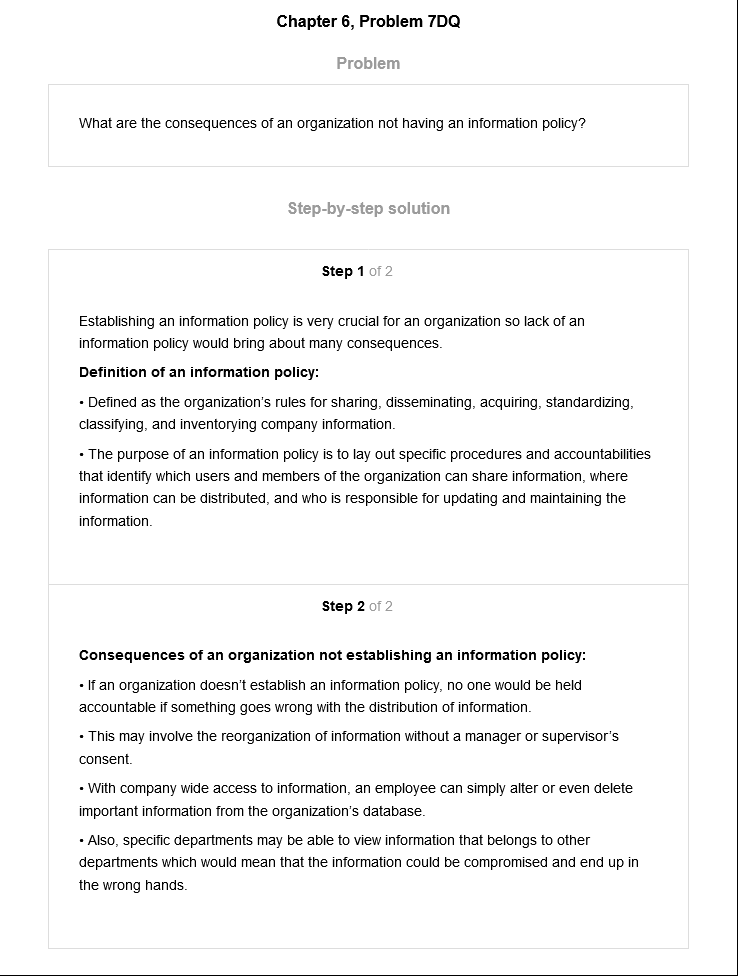 Chapter 6, Problem 7DQ
Problem
What are the consequences of an organization not having an information policy?
Step-by-step solution
Step 1 of 2
Establishing an information policy is very crucial for an organization so lack of an
information policy would bring about many consequences.
Definition of an information policy:
• Defined as the organization’s rules for sharing, disseminating, acquiring, standardizing,
classifying, and inventorying company information.
• The purpose of an information policy is to lay out specific procedures and accountabilities
that identify which users and members of the organization can share information, where
information can be distributed, and who is responsible for updating and maintaining the
information.
Step 2 of 2
Consequences of an organization not establishing an information policy:
• If an organization doesn’t establish an information policy, no one would be held
accountable if something goes wrong with the distribution of information.
• This may involve the reorganization of information without a manager or supervisor’s
consent.
• With company wide access to information, an employee can simply alter or even delete
important information from the organization’s database.
• Also, specific departments may be able to view information that belongs to other
departments which would mean that the information could be compromised and end up in
the wrong hands.